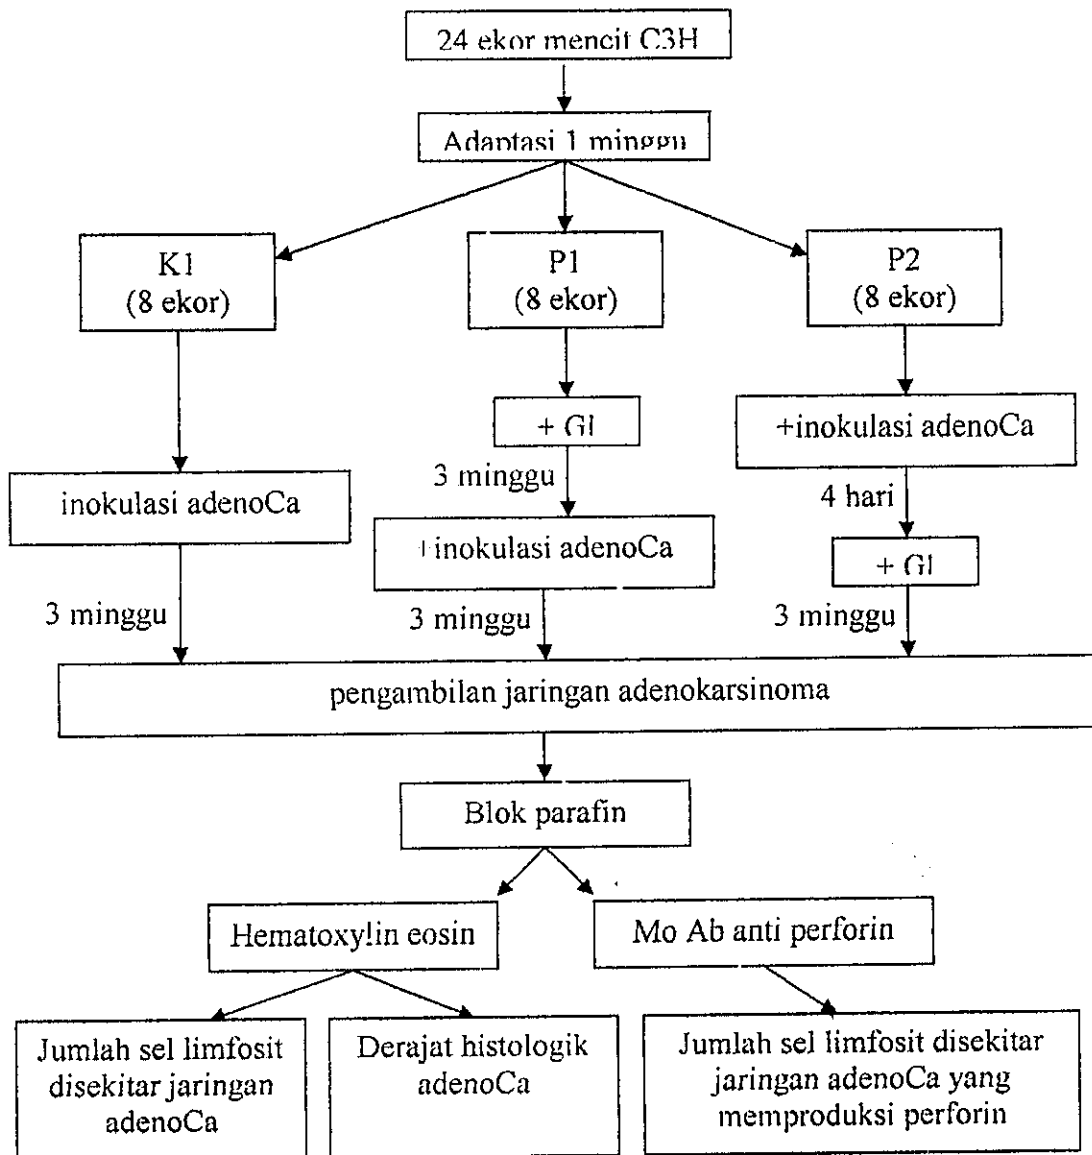 24 ekor mencit C3H
Adaptasi 1 minggu
K1
(8 ekor)
P1
(8 ekor)
P2
(8 ekor)
+ Gl
+inokulasi adenoCa
3 minggu
4 hari
inokulasi adenoCa
+inokulasi adenoCa
+ Gl
3 minggu
3 minggu
3 minggu
pengambilan jaringan adenokarsinoma
Blok parafin
Hematoxylin eosin
Mo Ab anti perforin
Jumlah sel limfosit
disekitar jaringan
adenoCa
Derajat histologik
adenoCa
Jumlah sel limfosit disekitar
jaringan adenoCa yang
memproduksi perforin